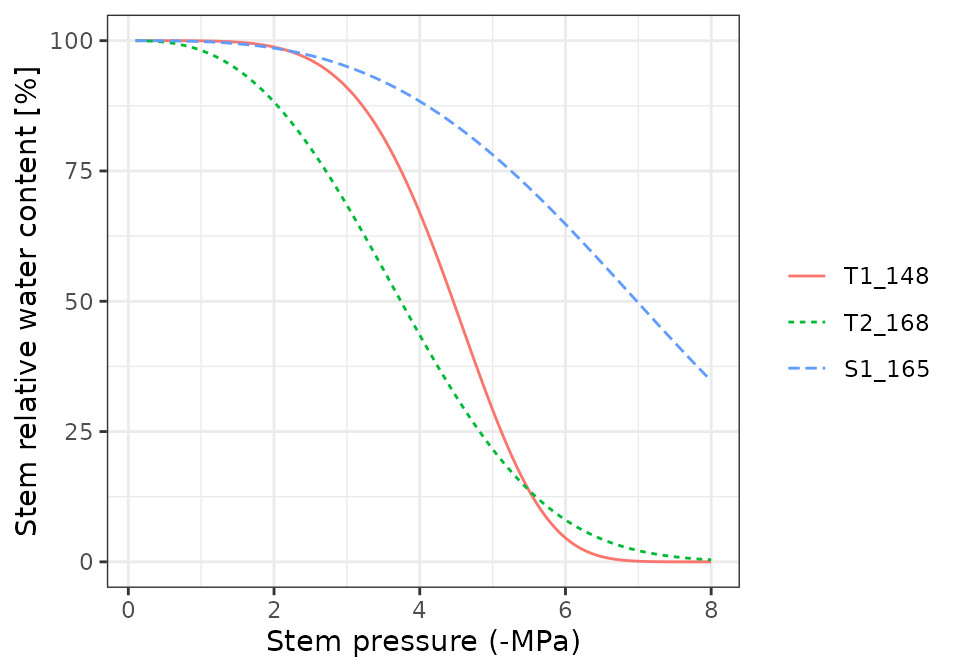 Stem relative water content [%]
100
75
50
25
0
0 2 4 6 8
Stem pressure (-MPa)
T1_148
T2_168
S1_165